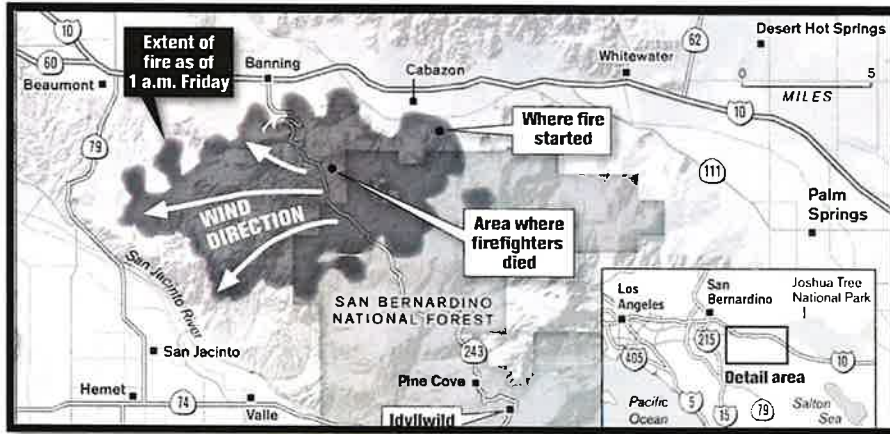 10
60
Beaumont
Extent of
fire as of
1 a.m. Friday
Banning
Cabazon
Whitewater
62
Desert Hot Springs
0 5
MILES
10
79
Where fire
started
111
Palm
Springs
WIND
DIRECTION
Area where
firefighters
died
San Jacinto River
SAN BERNARDINO
NATIONAL FOREST
San Jacinto
243
Pine Cove
Hemet
74
Valle
Idyllwild
Los
Angeles
San
Bernardino
Joshua Tree
National Park
215
405
10
Detail area
Pacific
Ocean
5
15
79
Salton
Sea